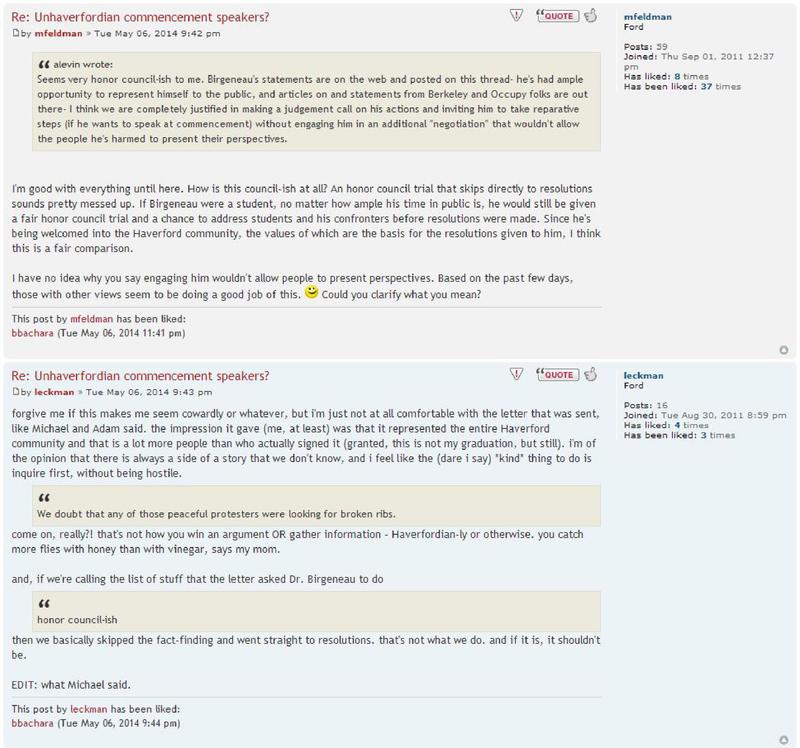 Re: Unhaverfordian commencement speakers?
QUOTE
by mfeldman » Tue May 06, 2014 9:42 pm
alevin wrote:
Seems very honor council-ish to me. Birgeneau's statements are on the web and posted on this thread- he's had ample
opportunity to represent himself to the public, and articles on and statements from Berkeley and Occupy folks are out
there- I think we are completely justified in making a judgement call on his actions and inviting him to take reparative
steps (if he wants to speak at commencement) without engaging him in an additional "negotiation" that wouldn't allow
the people he's harmed to present their perspectives.
I'm good with everything until here. How is this council-ish at all? An honor council trial that skips directly to resolutions
sounds pretty messed up. If Birgeneau were a student, no matter how ample his time in public is, he would still be given
a fair honor council trial and a chance to address students and his confronters before resolutions were made. Since he's
being welcomed into the Haverford community, the values of which are the basis for the resolutions given to him, I think
this is a fair comparison.
I have no idea why you say engaging him wouldn't allow people to present perspectives. Based on the past few days,
those with other views seem to be doing a good job of this. Could you clarify what you mean?
This post by mfeldman has been liked:
bbachara (Tue May 06, 2014 11:41 pm)
mfeldman
Ford
Posts: 59
Joined: Thu Sep 01, 2011 12:37
pm
Has liked: 8 times
Has been liked: 37 times
Re: Unhaverfordian commencement speakers?
QUOTE
by leckman » Tue May 06, 2014 9:43 pm
forgive me if this makes me seem cowardly or whatever, but i'm just not at all comfortable with the letter that was sent,
like Michael and Adam said. the impression it gave (me, at least) was that it represented the entire Haverford
community and that is a lot more people than who actually signed it (granted, this is not my graduation, but still). i'm of
the opinion that there is always a side of a story that we don't know, and i feel like the (dare i say) "kind" thing to do is
inquire first, without being hostile.
We doubt that any of those peaceful protesters were looking for broken ribs.
come on, really?! that's not how you win an argument OR gather information - Haverfordian-ly or otherwise. you catch
more flies with honey than with vinegar, says my mom.
and, if we're calling the list of stuff that the letter asked Dr. Birgeneau to do
honor council-ish
then we basically skipped the fact-finding and went straight to resolutions. that's not what we do. and if it is, it shouldn't
be.
EDIT: what Michael said.
This post by leckman has been liked:
bbachara (Tue May 06, 2014 9:44 pm)
leckman
Ford
Posts: 16
Joined: Tue Aug 30, 2011 8:59 pm
Has liked: 4 times
Has been liked: 3 times